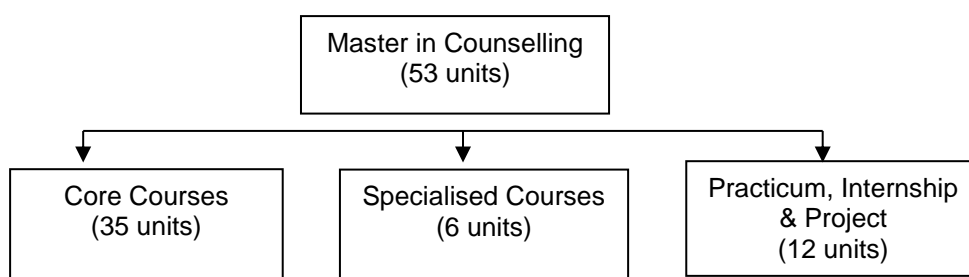 Master in Counselling
(53 units)
Core Courses
(35 units)
Specialised Courses
(6 units)
Practicum, Internship
& Project
(12 units)